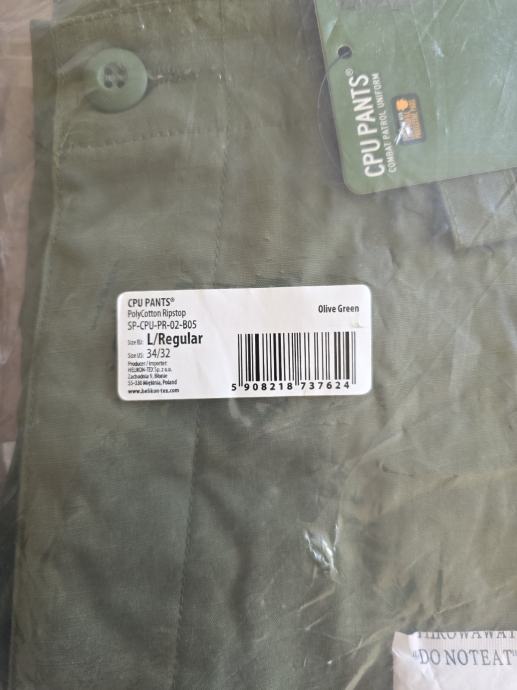 CPU PANTS®
COMBAT PATROL UNIFORM
CPU PANTS®
PolyCotton Ripstop
SP-CPU-PR-02-B05
Size EU: L/Regular
Size US: 34/32
Producer / Importer:
HELIKON-TEX Sp. z o.o.
55-330 Miękinia, Poland
www.helikon-tex.com
Olive Green
5 908218 737624
THROWAWAY
"DO NOTEAT"